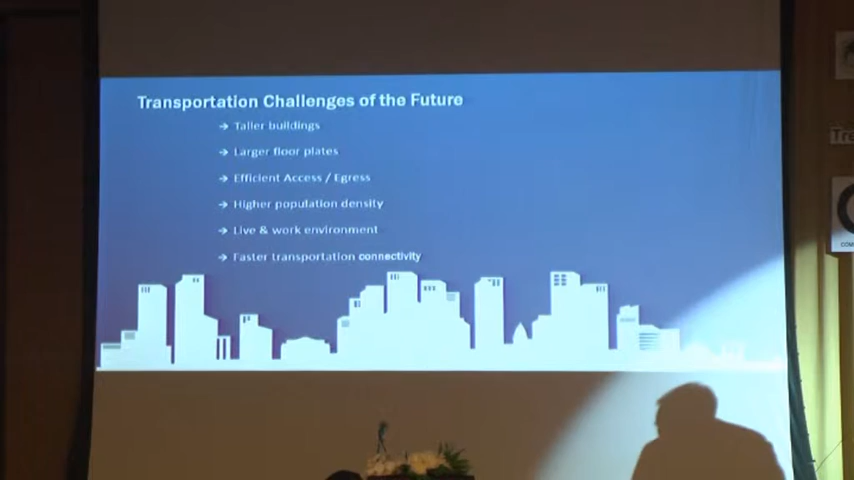 Transportation Challenges of the Future
→ Taller buildings
→ Larger floor plates
→ Efficient Access / Egress
→ Higher population density
→ Live & work environment
→ Faster transportation connectivity